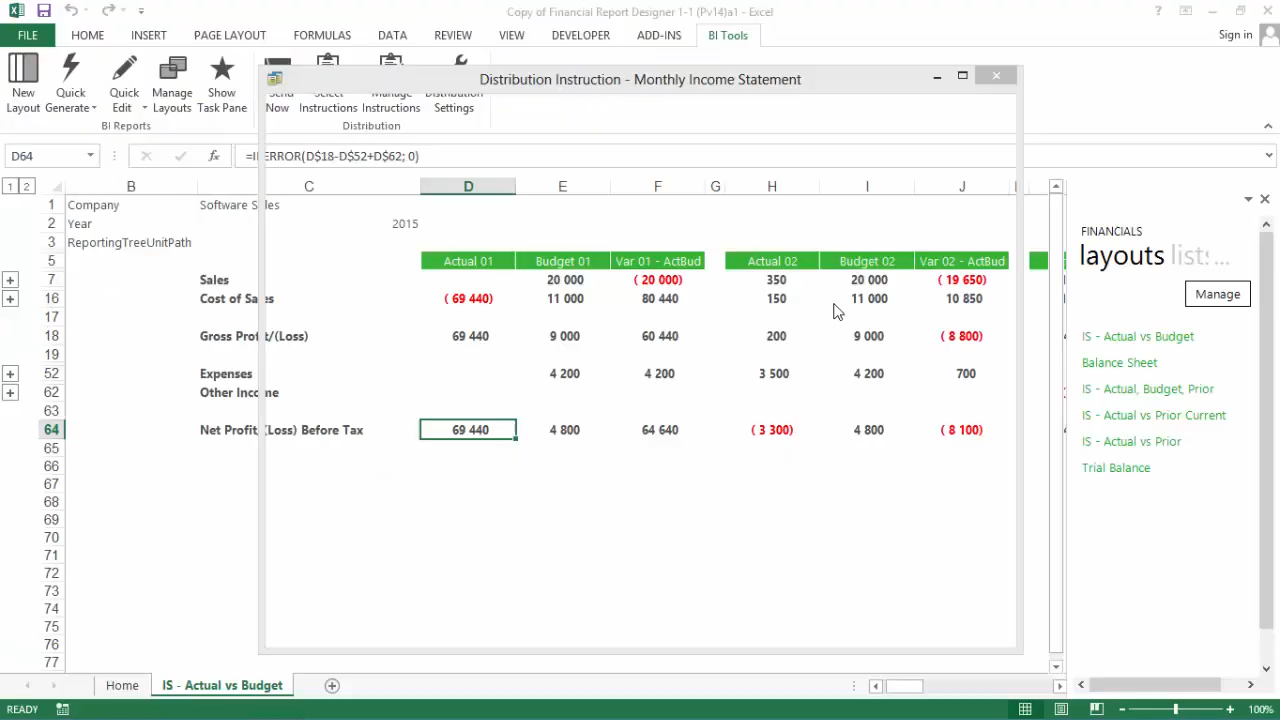 Copy of Financial Report Designer 1-1 (Pv14)a1 - Excel
FILE HOME INSERT PAGE LAYOUT FORMULAS DATA REVIEW VIEW DEVELOPER ADD-INS BI Tools Sign in
New Layout
Quick Generate
Quick Edit
Manage Layouts
Show Task Pane
Now
Select Instructions
Manage Instructions
Distribution Settings
BI Reports
Distribution
Distribution Instruction - Monthly Income Statement
D64
D$18-D$52+D$62; 0)
B C D E F G H I J
1 2
1 Company Software Sales
2 Year 2015
3 ReportingTreeUnitPath
5 Actual 01 Budget 01 Var 01 - ActBud Actual 02 Budget 02 Var 02 - ActBud
7 Sales 20 000 ( 20 000) 350 20 000 ( 19 650)
16 Cost of Sales ( 69 440) 11 000 80 440 150 11 000 10 850
17
18 Gross Profit/(Loss) 69 440 9 000 60 440 200 9 000 ( 8 800)
19
52 Expenses 4 200 4 200 3 500 4 200 700
62 Other Income
63
64 Net Profit/(Loss) Before Tax 69 440 4 800 64 640 ( 3 300) 4 800 ( 8 100)
65
66
67
68
69
70
71
72
73
74
75
76
77
FINANCIALS
layouts lists ...
Manage
IS - Actual vs Budget
Balance Sheet
IS - Actual, Budget, Prior
IS - Actual vs Prior Current
IS - Actual vs Prior
Trial Balance
Home IS - Actual vs Budget
READY 100%